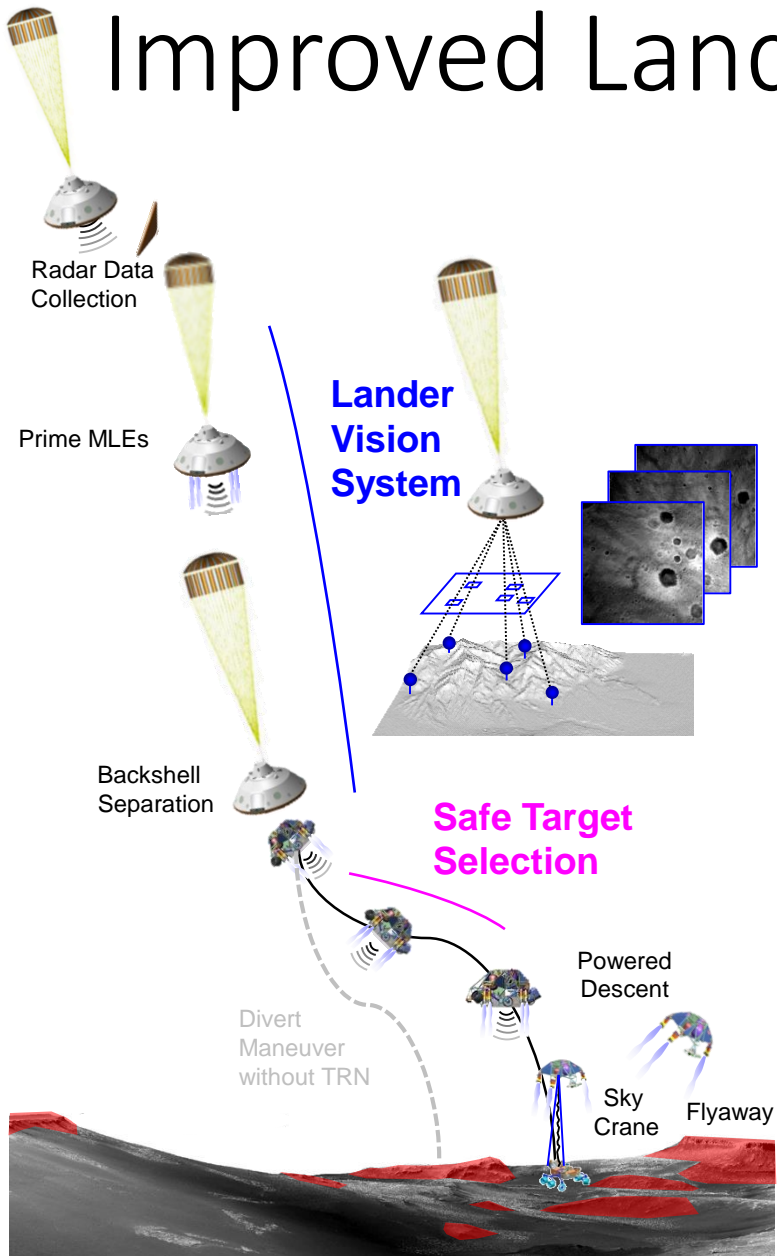 Improved Land
Radar Data
Collection
Prime MLEs
Lander
Vision
System
Backshell
Separation
Safe Target
Selection
Powered
Descent
Divert
Maneuver
without TRN
Sky
Crane
Flyaway